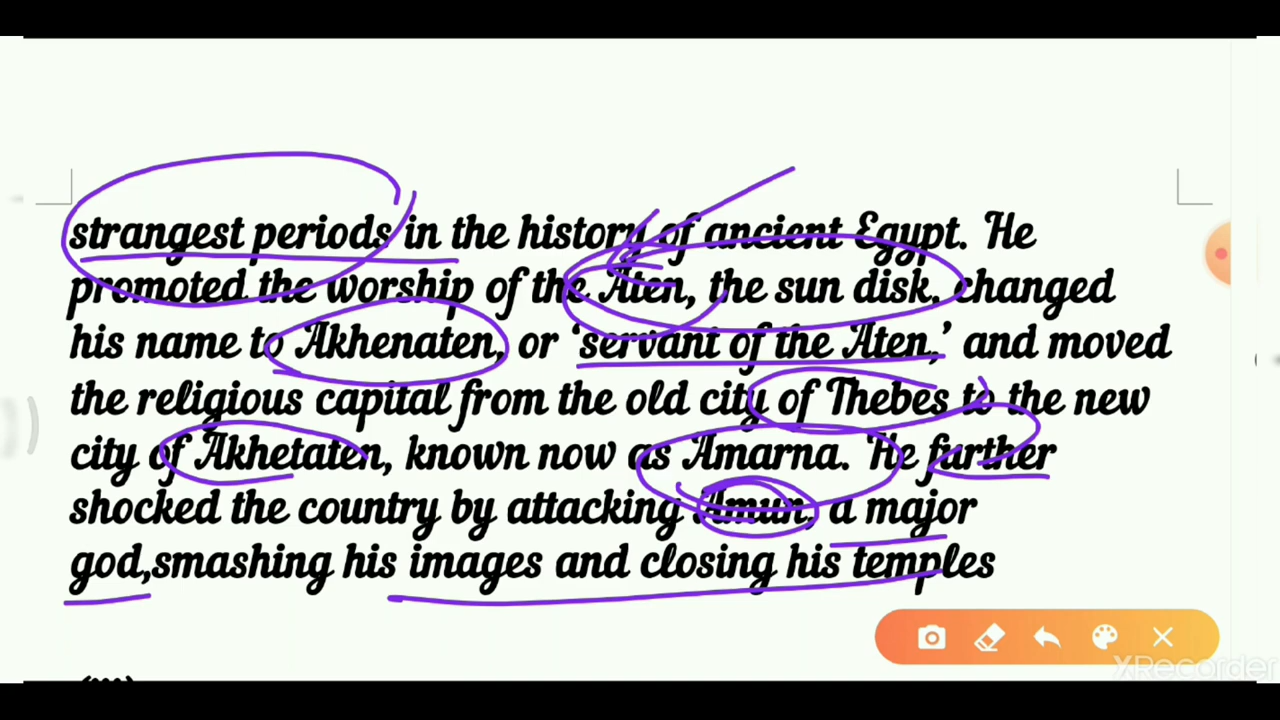 strangest periods in the history of ancient Egypt. He
promoted the worship of the Aten, the sun disk, changed
his name to Akhenaten, or ‘servant of the Aten,’ and moved
the religious capital from the old city of Thebes to the new
city of Akhetaten, known now as Amarna. He further
shocked the country by attacking Amun, a major
god,smashing his images and closing his temples
XRecorder